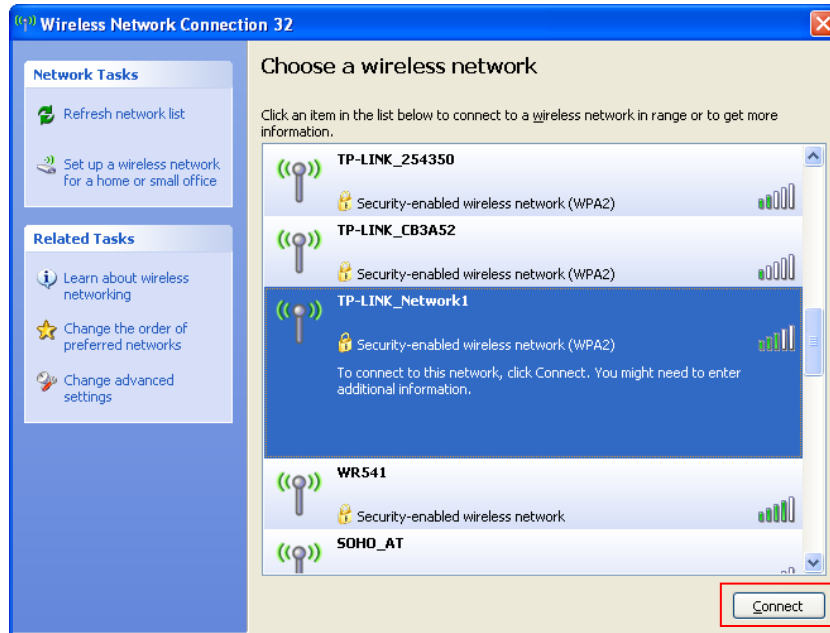 Wireless Network Connection 32
Network Tasks
Refresh network list
Set up a wireless network
for a home or small office
Related Tasks
Learn about wireless
networking
Change the order of
preferred networks
Change advanced
settings
Choose a wireless network
Click an item in the list below to connect to a wireless network in range or to get more
information.
TP-LINK_254350
Security-enabled wireless network (WPA2)
TP-LINK_CB3A52
Security-enabled wireless network (WPA2)
TP-LINK_Network1
Security-enabled wireless network (WPA2)
To connect to this network, click Connect. You might need to enter
additional information.
WR541
Security-enabled wireless network
SOHO_AT
Connect